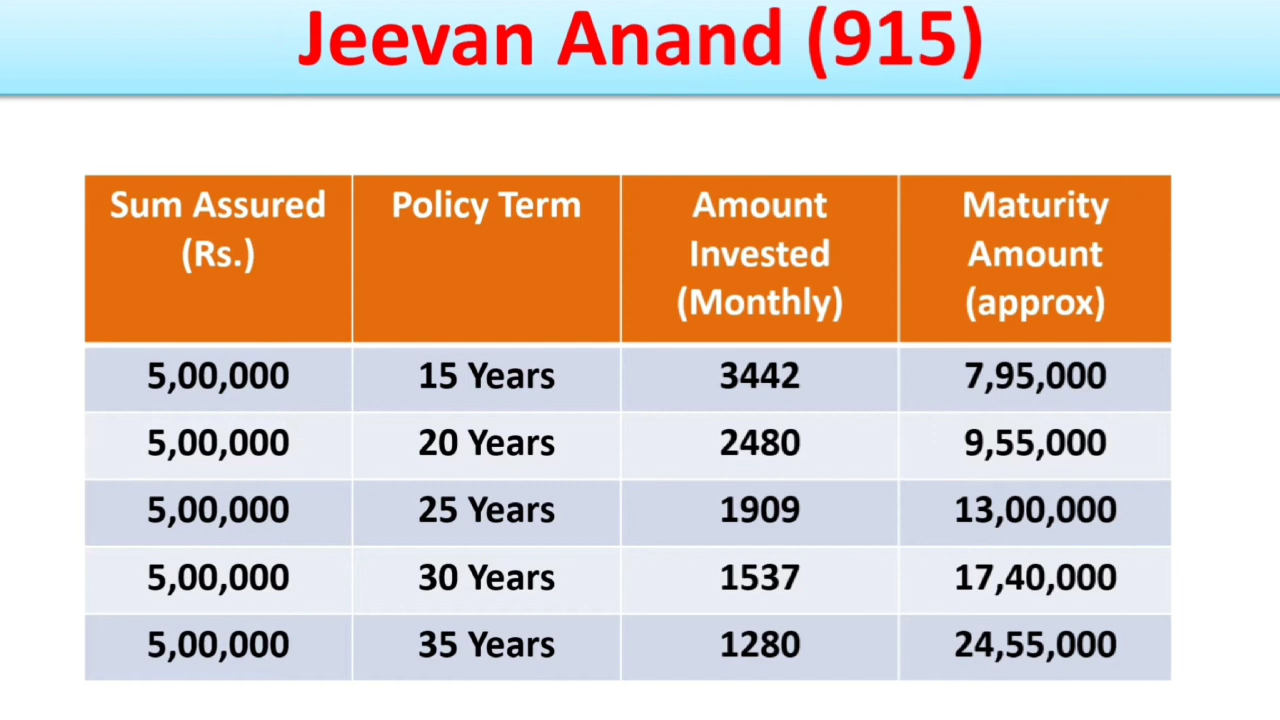 Jeevan Anand (915)
Sum Assured (Rs.) Policy Term Amount Invested (Monthly) Maturity Amount (approx)
5,00,000 15 Years 3442 7,95,000
5,00,000 20 Years 2480 9,55,000
5,00,000 25 Years 1909 13,00,000
5,00,000 30 Years 1537 17,40,000
5,00,000 35 Years 1280 24,55,000